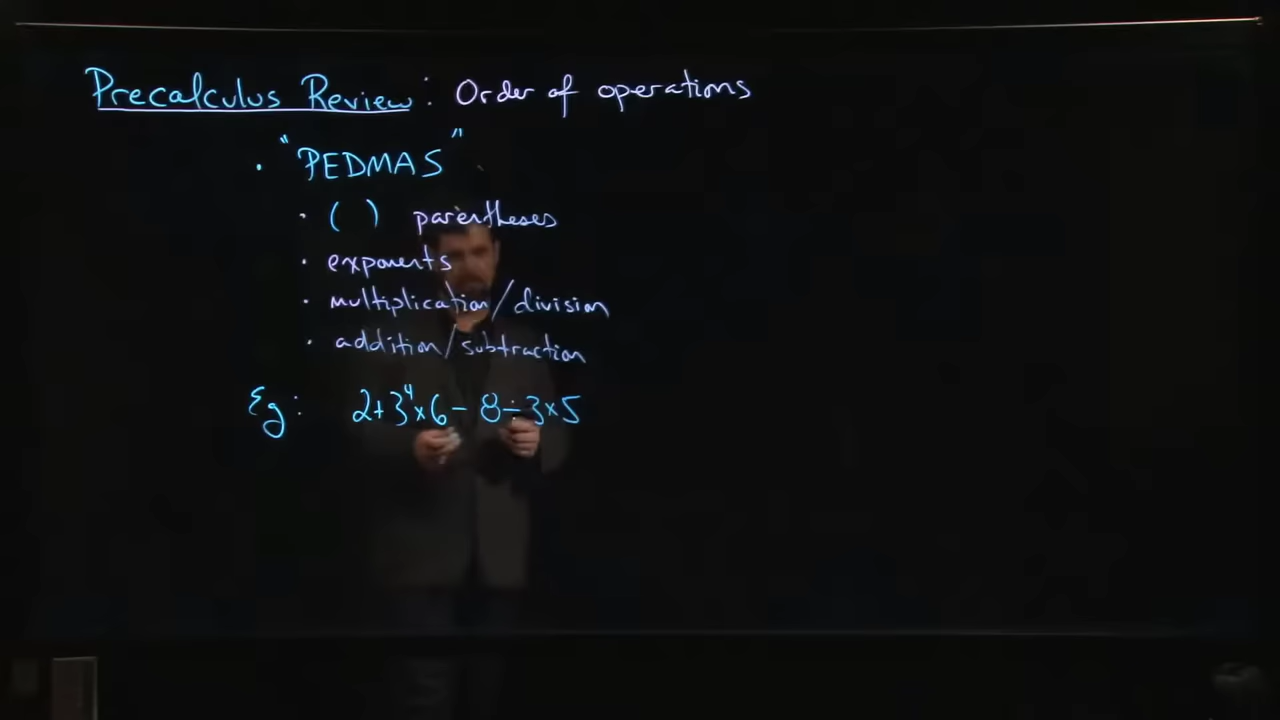 Precalculus Review: Order of operations
• "PEDMAS"
• ( ) parentheses
• exponents
• multiplication/division
• addition/subtraction
Eg: 2+3⁴×6−8÷3×5